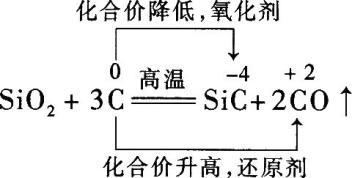 化合价降低,氧化剂
0 -4 +2
SiO₂ + 3C 高温 SiC + 2CO ↑
化合价升高,还原剂